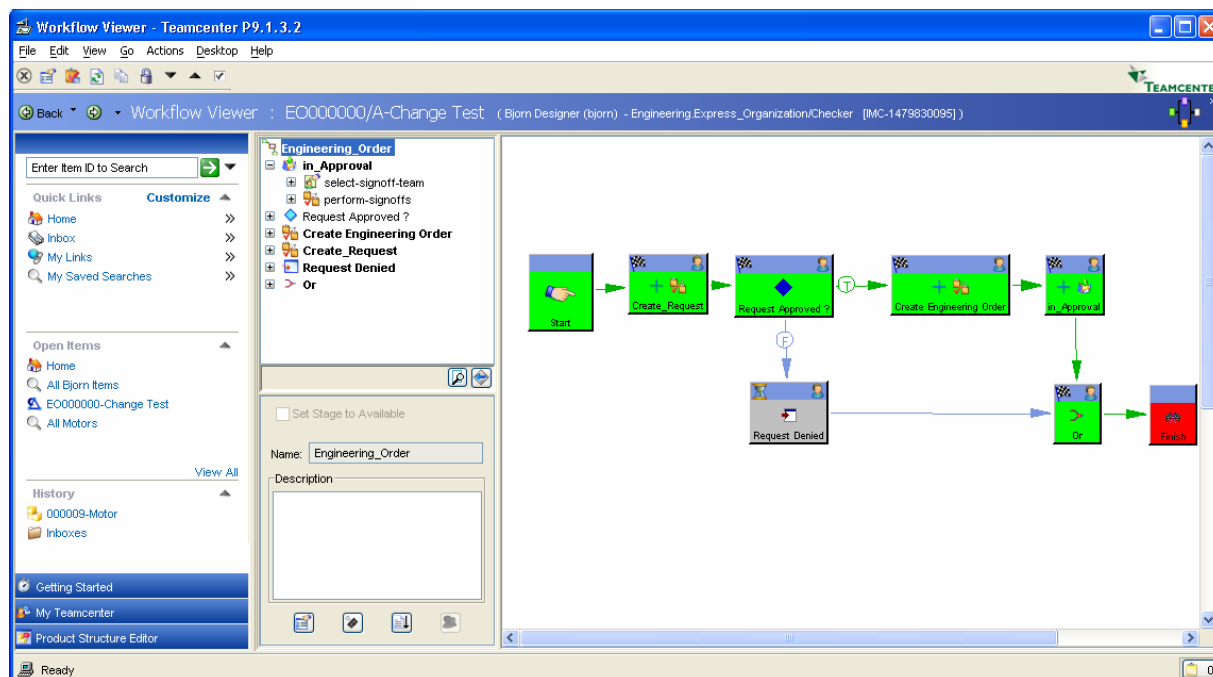 Workflow Viewer - Teamcenter P9.1.3.2
File Edit View Go Actions Desktop Help
TEAMCENTE
Back Workflow Viewer : EO000000/A-Change Test ( Bjorn Designer (bjorn) - Engineering.Express_Organization/Checker [IMC-1479830095] )
Enter Item ID to Search
Quick Links Customize
Home
Inbox
My Links
My Saved Searches
Open Items
Home
All Bjorn Items
EO000000-Change Test
All Motors
View All
History
000009-Motor
Inboxes
Getting Started
My Teamcenter
Product Structure Editor
Engineering_Order
in_Approval
select-signoff-team
perform-signoffs
Request Approved ?
Create Engineering Order
Create_Request
Request Denied
Or
Set Stage to Available
Name: Engineering_Order
Description
Start
Create_Request
Request Approved ?
T
Create Engineering Order
in_Approval
F
Request Denied
Or
Finish
Ready
0